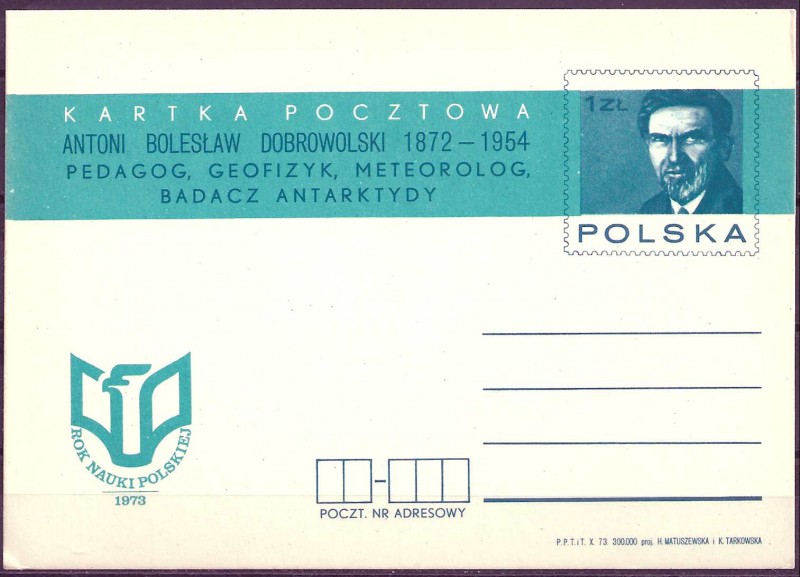 KARTKA POCZTOWA
ANTONI BOLESŁAW DOBROWOLSKI 1872 – 1954
PEDAGOG, GEOFIZYK, METEOROLOG,
BADACZ ANTARKTYDY
1 ZŁ
POLSKA
ROK NAUKI POLSKIEJ
1973
POCZT. NR ADRESOWY
P.P.T.iT. X. 73. 300.000 proj. H. MATUSZEWSKA i K. TARKOWSKA